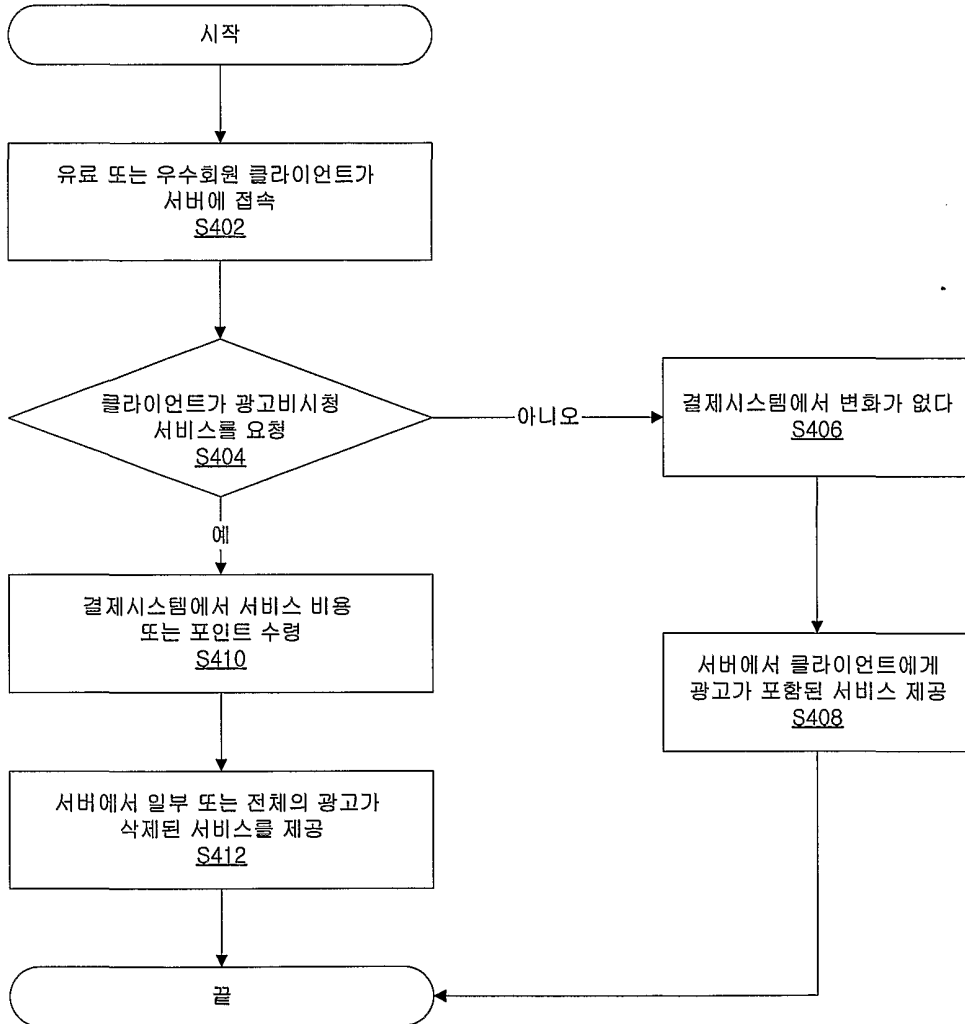 시작
유료 또는 우수회원 클라이언트가
서버에 접속
S402
클라이언트가 광고비시청
서비스를 요청
S404
아니오
결제시스템에서 변화가 없다
S406
예
결제시스템에서 서비스 비용
또는 포인트 수령
S410
서버에서 클라이언트에게
광고가 포함된 서비스 제공
S408
서버에서 일부 또는 전체의 광고가
삭제된 서비스를 제공
S412
끝